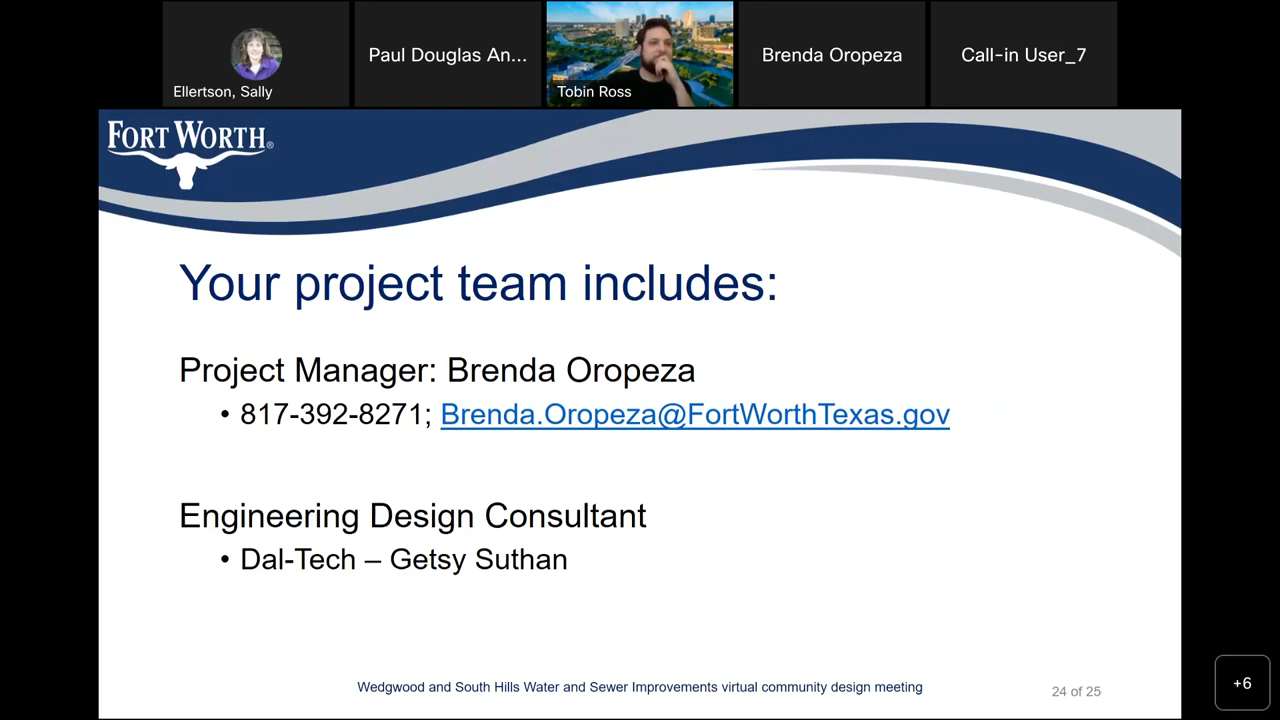 Ellertson, Sally
Paul Douglas An...
Tobin Ross
Brenda Oropeza
Call-in User_7
FORT WORTH®
Your project team includes:
Project Manager: Brenda Oropeza
• 817-392-8271; Brenda.Oropeza@FortWorthTexas.gov
Engineering Design Consultant
• Dal-Tech – Getsy Suthan
Wedgwood and South Hills Water and Sewer Improvements virtual community design meeting
24 of 25
+6